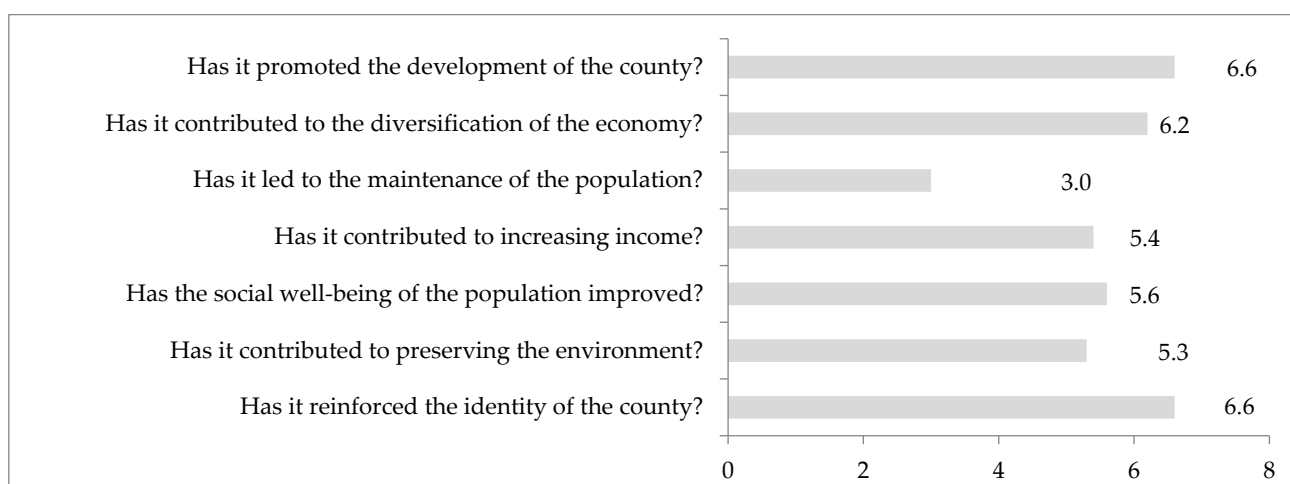 Has it promoted the development of the county? 6.6
Has it contributed to the diversification of the economy? 6.2
Has it led to the maintenance of the population? 3.0
Has it contributed to increasing income? 5.4
Has the social well-being of the population improved? 5.6
Has it contributed to preserving the environment? 5.3
Has it reinforced the identity of the county? 6.6
0 2 4 6 8